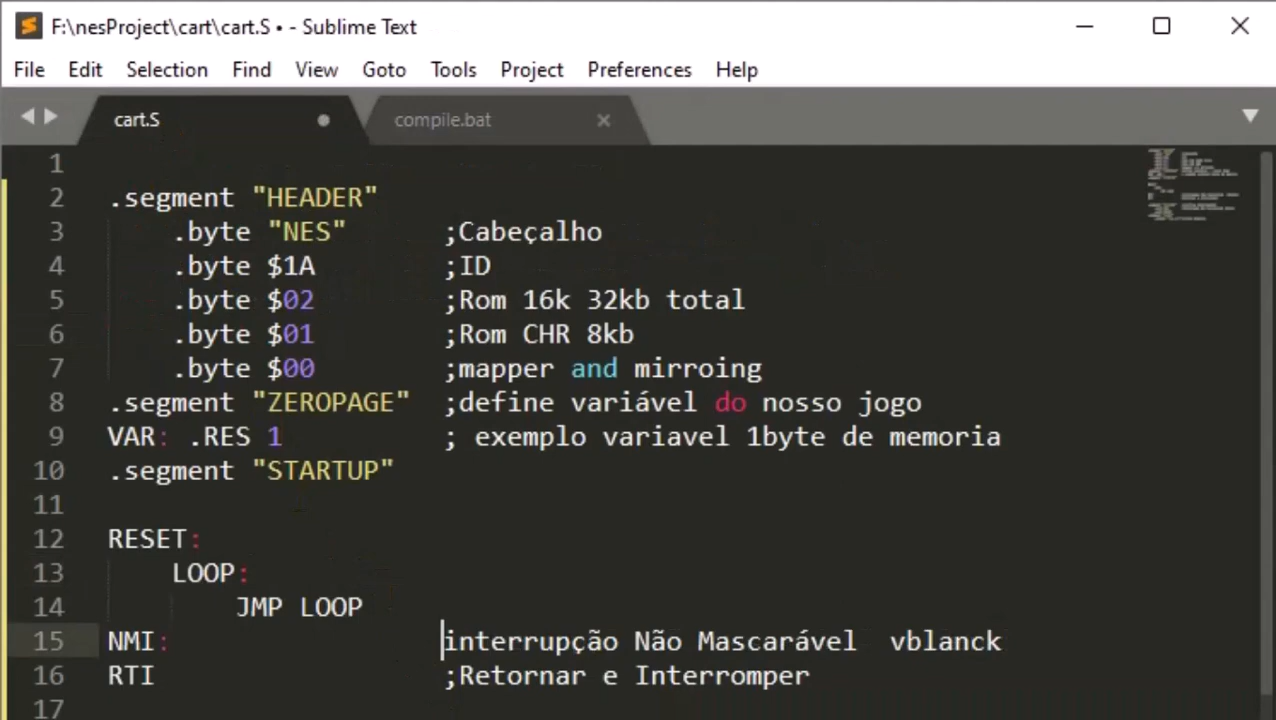 F:\nesProject\cart\cart.S • - Sublime Text
File Edit Selection Find View Goto Tools Project Preferences Help
cart.S compile.bat
1
2 .segment "HEADER"
3 .byte "NES" ;Cabeçalho
4 .byte $1A ;ID
5 .byte $02 ;Rom 16k 32kb total
6 .byte $01 ;Rom CHR 8kb
7 .byte $00 ;mapper and mirroing
8 .segment "ZEROPAGE" ;define variável do nosso jogo
9 VAR: .RES 1 ; exemplo variavel 1byte de memoria
10 .segment "STARTUP"
11
12 RESET:
13 LOOP:
14 JMP LOOP
15 NMI: interrupção Não Mascarável vblanck
16 RTI ;Retornar e Interromper
17